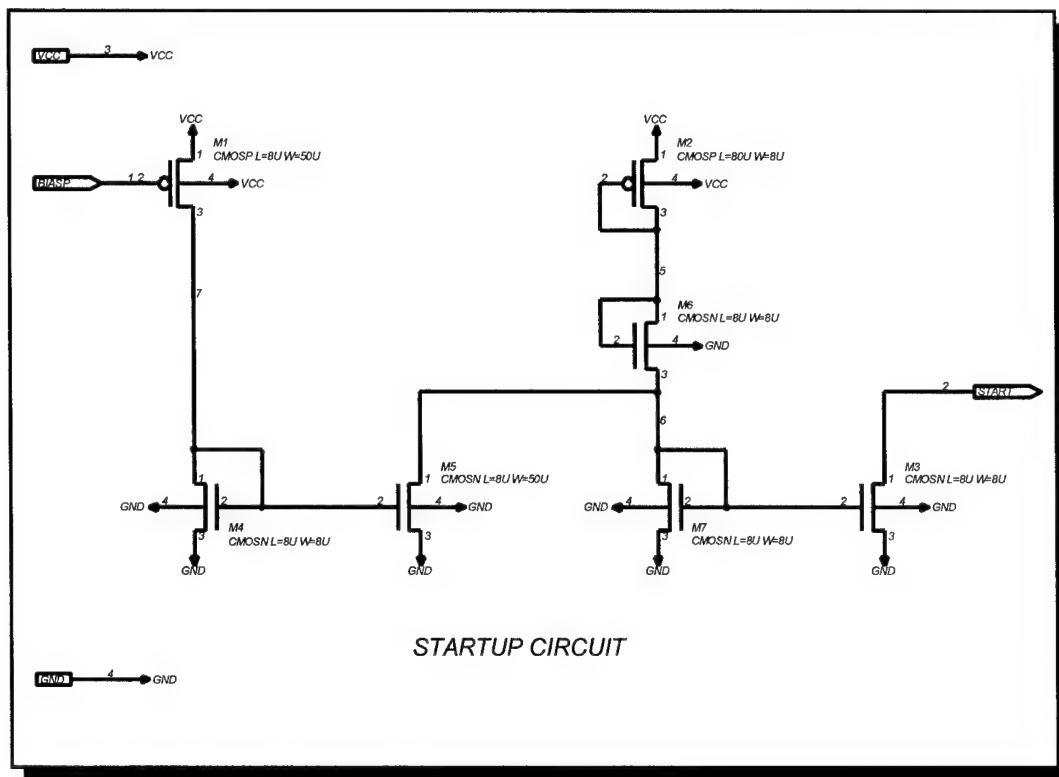 VCC 3 VCC
VCC
M1
CMOSP L=8U W=50U
1
BIASP 1 2 4 VCC
3
7
VCC
M2
CMOSP L=80U W=8U
1
2 4 VCC
3
5
M6
CMOSN L=8U W=8U
1
2 4 GND
3
6
2 START
1
GND 4 2
3
M4
CMOSN L=8U W=8U
GND
M5
CMOSN L=8U W=50U
1
2 4 GND
3
GND
1
GND 4 2
3
M7
CMOSN L=8U W=8U
GND
M3
CMOSN L=8U W=8U
1
2 4 GND
3
GND
STARTUP CIRCUIT
GND 4 GND